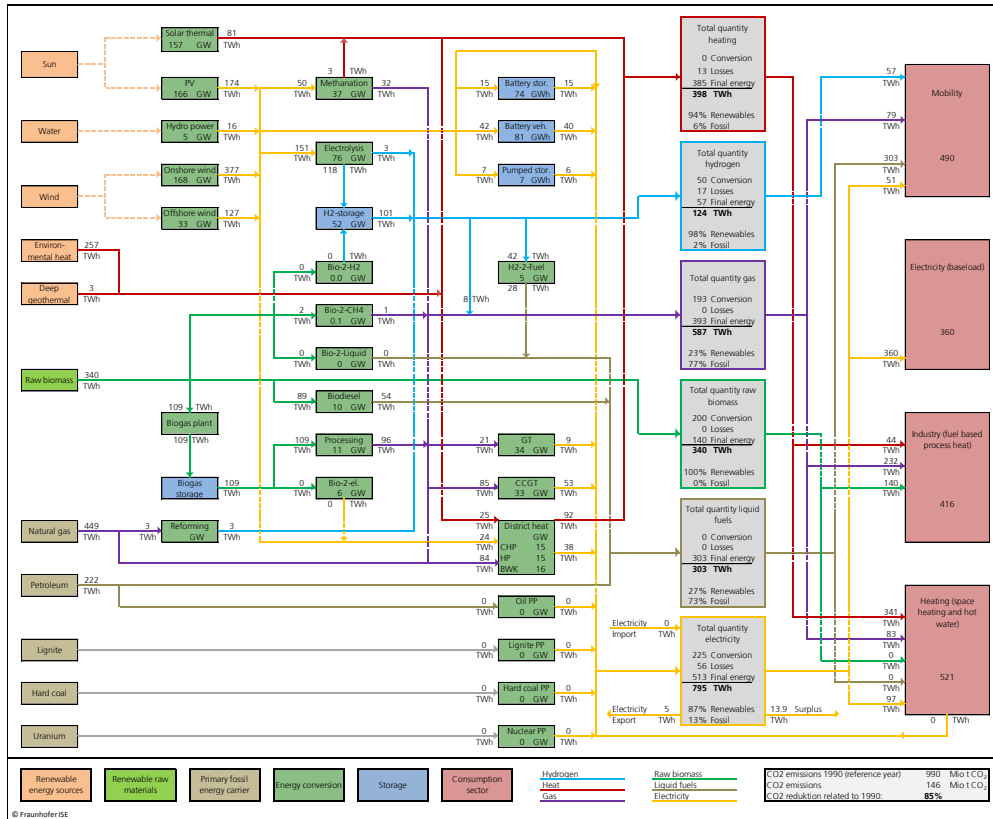 Solar thermal
157 GW
81
TWh
Sun
PV
166 GW
174
TWh
50
TWh
3 TWh
Methanation
37 GW
32
TWh
15
TWh
Battery stor.
74 GWh
15
TWh
Water
Hydro power
5 GW
16
TWh
42
TWh
Battery veh.
81 GWh
40
TWh
151
TWh
Electrolysis
76 GW
118
TWh
3
TWh
Wind
Onshore wind
168 GW
377
TWh
7
TWh
Pumped stor.
7 GWh
6
TWh
Offshore wind
33 GW
127
TWh
H2-storage
52 GW
101
TWh
Environ-
mental heat
257
TWh
0
TWh
0 TWh
Bio-2-H2
0.0 GW
42
TWh
H2-2-Fuel
5 GW
28
TWh
Deep
geothermal
3
TWh
8 TWh
2
TWh
Bio-2-CH4
0.1 GW
1
TWh
0
TWh
Bio-2-Liquid
0 GW
0
TWh
Raw biomass
340
TWh
89
TWh
Biodiesel
10 GW
54
TWh
109 TWh
Biogas plant
109 TWh
109
TWh
Processing
11 GW
96
TWh
21
TWh
GT
34 GW
9
TWh
Biogas
storage
109
TWh
0
TWh
Bio-2-el.
6 GW
0
TWh
85
TWh
CCGT
33 GW
53
TWh
Natural gas
449
TWh
3
TWh
Reforming
GW
3
TWh
25
TWh
24
TWh
84
TWh
District heat
GW
CHP 15
HP 15
BWK 16
92
TWh
38
TWh
Petroleum
222
TWh
0
TWh
Oil PP
0 GW
0
TWh
Lignite
0
TWh
Lignite PP
0 GW
0
TWh
Hard coal
0
TWh
Hard coal PP
0 GW
0
TWh
Uranium
0
TWh
Nuclear PP
0 GW
0
TWh
Electricity
Import
0
TWh
Electricity
Export
5
TWh
Total quantity
heating
0 Conversion
13 Losses
385 Final energy
398 TWh
94% Renewables
6% Fossil
Total quantity
hydrogen
50 Conversion
17 Losses
57 Final energy
124 TWh
98% Renewables
2% Fossil
Total quantity gas
193 Conversion
0 Losses
393 Final energy
587 TWh
23% Renewables
77% Fossil
Total quantity raw
biomass
200 Conversion
0 Losses
140 Final energy
340 TWh
100% Renewables
0% Fossil
Total quantity liquid
fuels
0 Conversion
0 Losses
303 Final energy
303 TWh
27% Renewables
73% Fossil
Total quantity
electricity
225 Conversion
56 Losses
513 Final energy
795 TWh
87% Renewables
13% Fossil
13.9 Surplus
TWh
57
TWh
79
TWh
303
TWh
51
TWh
Mobility
490
360
TWh
Electricity (baseload)
360
44
TWh
232
TWh
140
TWh
Industry (fuel based
process heat)
416
341
TWh
83
TWh
0
TWh
0
TWh
97
TWh
Heating (space
heating and hot
water)
521
0 TWh
Renewable
energy sources
Renewable raw
materials
Primary fossil
energy carrier
Energy conversion
Storage
Consumption
sector
Hydrogen
Heat
Gas
Raw biomass
Liquid fuels
Electricity
CO2 emissions 1990 (reference year) 990 Mio t CO2
CO2 emissions 146 Mio t CO2
CO2 reduktion related to 1990: 85%
© Fraunhofer ISE